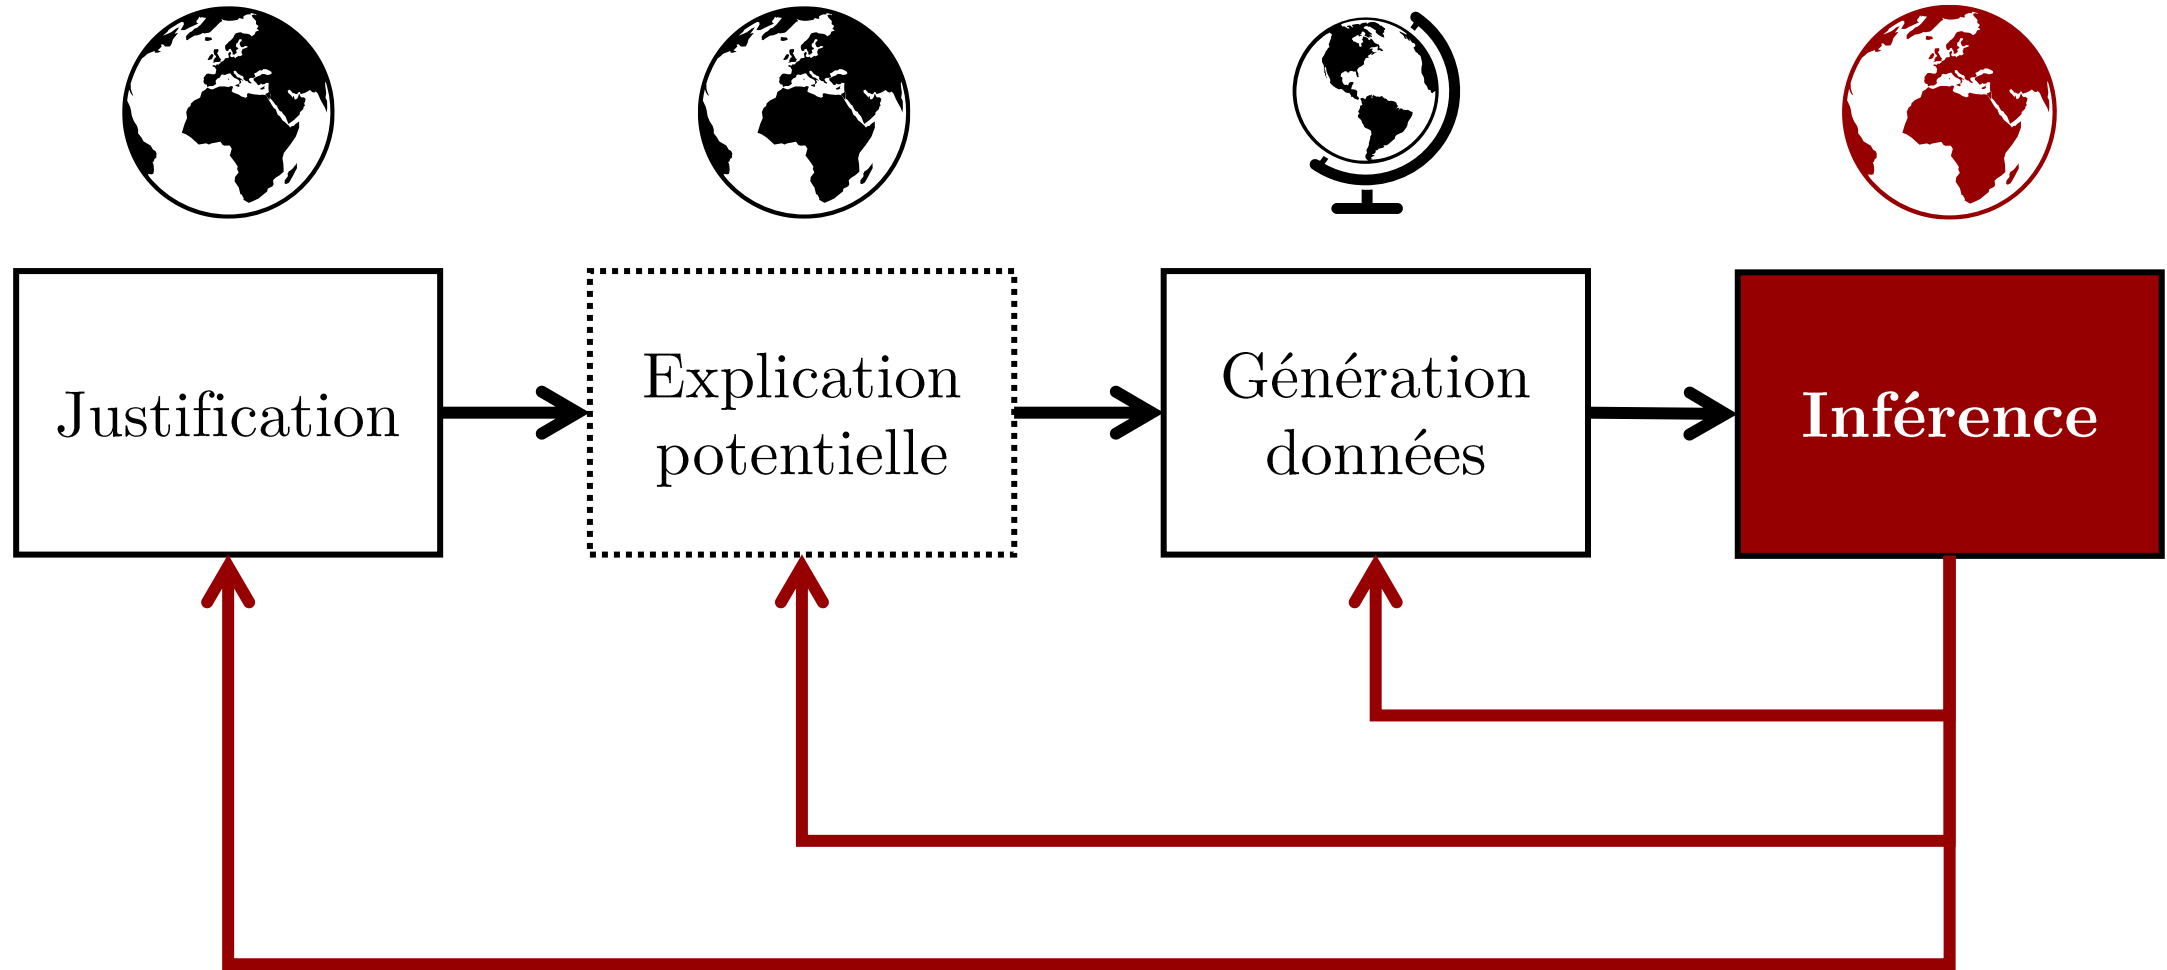 Justification
Explication
potentielle
Génération
données
Inférence